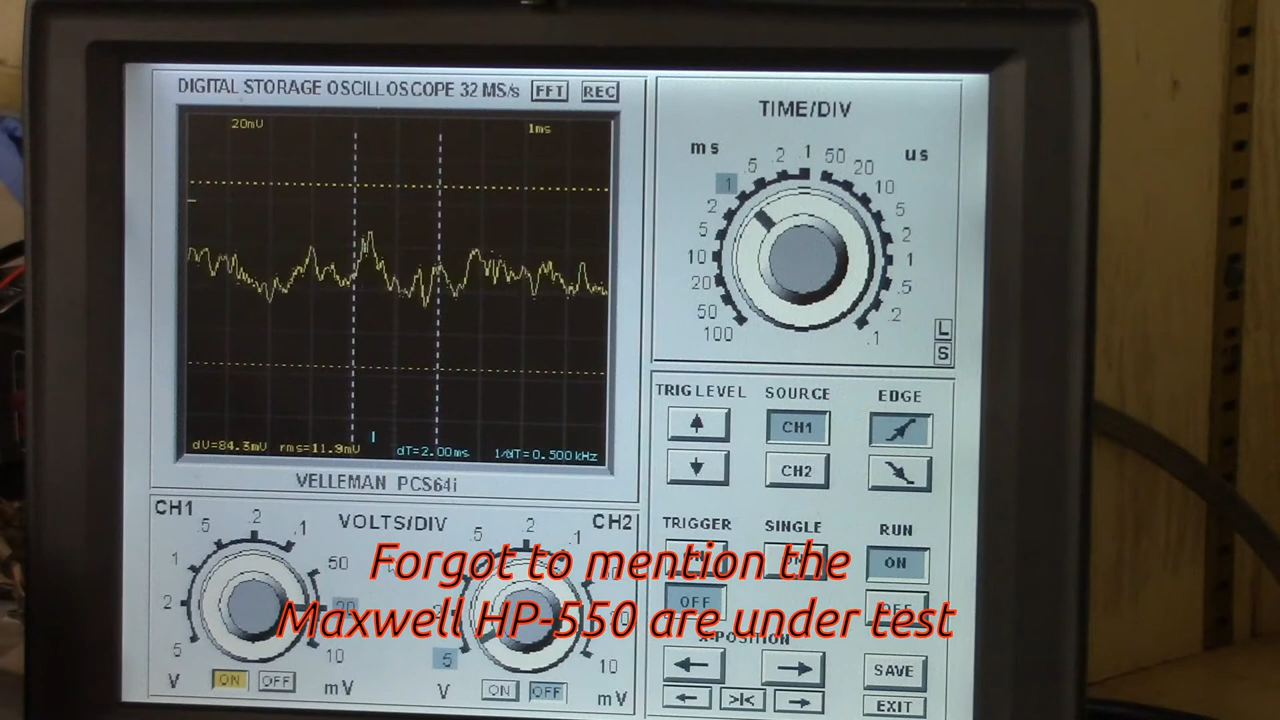 DIGITAL STORAGE OSCILLOSCOPE 32 MS/s FFT REC
20mV 1ms
dV=84.3mV rms=11.9mV dT=2.00ms 1/dT=0.500kHz
VELLEMAN PCS64i
TIME/DIV
ms us
1 .5 .2 .1 50 20 10 5 2 1 .5 .2 .1
2 5 10 20 50 100
L
S
TRIG LEVEL SOURCE EDGE
CH1
CH2
TRIGGER SINGLE RUN
ON
OFF
X-POSITION
>|<
SAVE
EXIT
CH1 VOLTS/DIV CH2
5 2 1 .5 .2 .1 50 20 10
V ON OFF mV
5 .5 .2 .1 10
V ON OFF mV
Forgot to mention the
Maxwell HP-550 are under test